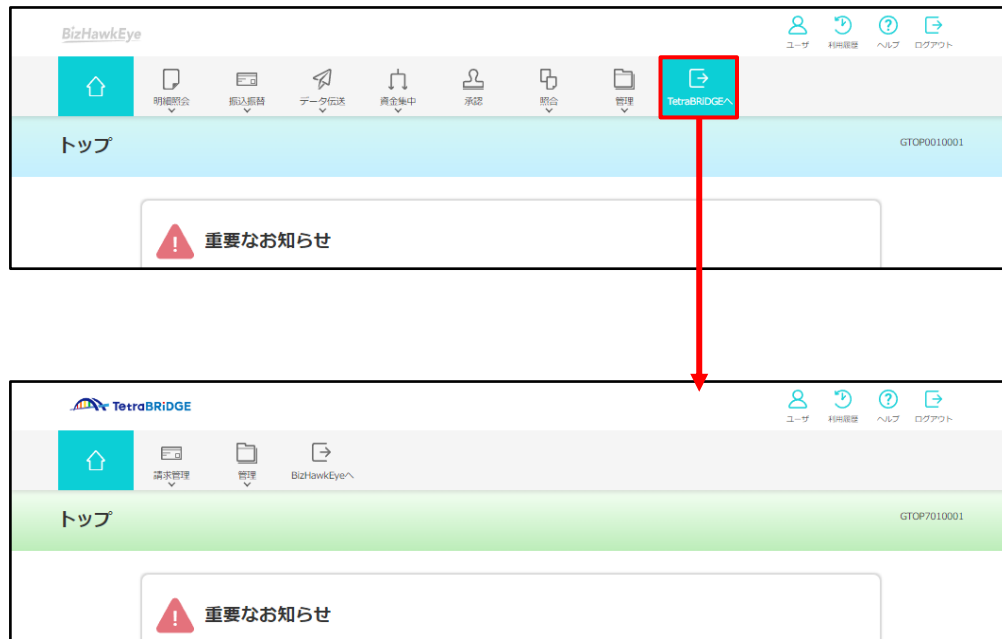 BizHawkEye
ユーザ 利用履歴 ヘルプ ログアウト
明細照会 振込振替 データ伝送 資金集中 承認 照会 管理 TetraBRiDGEへ
トップ
GTOP0010001
重要なお知らせ
TetraBRiDGE
ユーザ 利用履歴 ヘルプ ログアウト
請求管理 管理 BizHawkEyeへ
トップ
GTOP7010001
重要なお知らせ